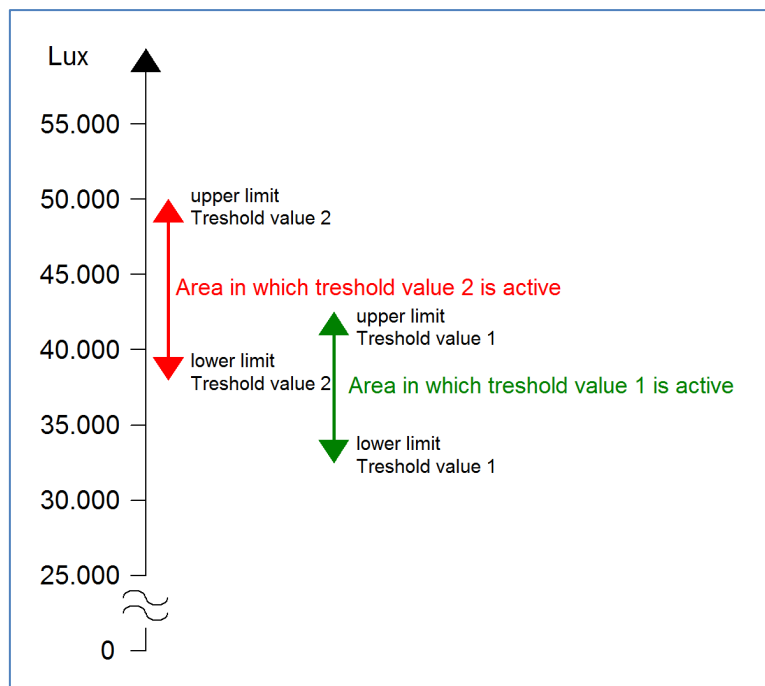 Lux
55.000
50.000
upper limit
Treshold value 2
45.000
Area in which treshold value 2 is active
upper limit
Treshold value 1
40.000
lower limit
Treshold value 2
Area in which treshold value 1 is active
35.000
lower limit
Treshold value 1
30.000
25.000
0